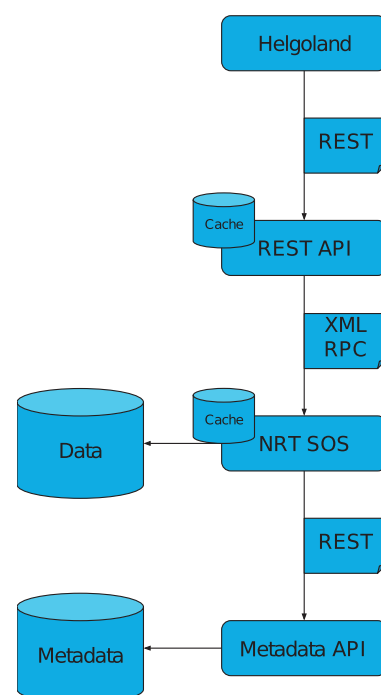 Helgoland
REST
Cache
REST API
XML
RPC
Cache
Data
NRT SOS
REST
Metadata
Metadata API